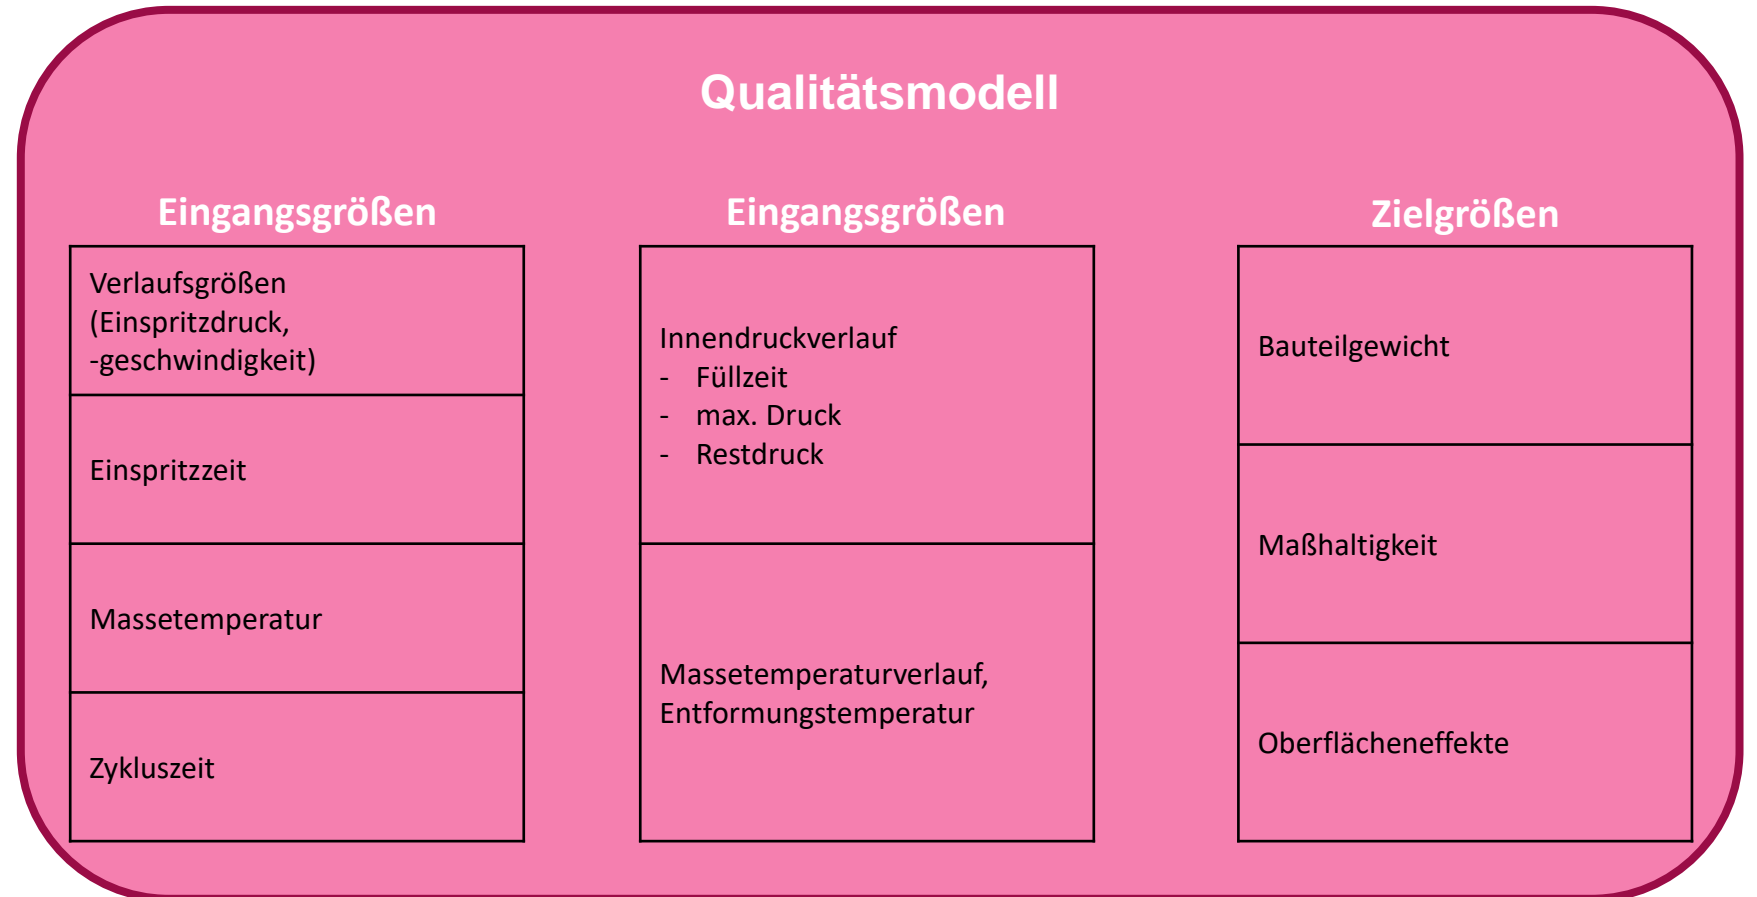 Qualitätsmodell
Eingangsgrößen
Verlaufsgrößen
(Einspritzdruck,
-geschwindigkeit)
Einspritzzeit
Massetemperatur
Zykluszeit
Eingangsgrößen
Innendruckverlauf
- Füllzeit
- max. Druck
- Restdruck
Massetemperaturverlauf,
Entformungstemperatur
Zielgrößen
Bauteilgewicht
Maßhaltigkeit
Oberflächeneffekte